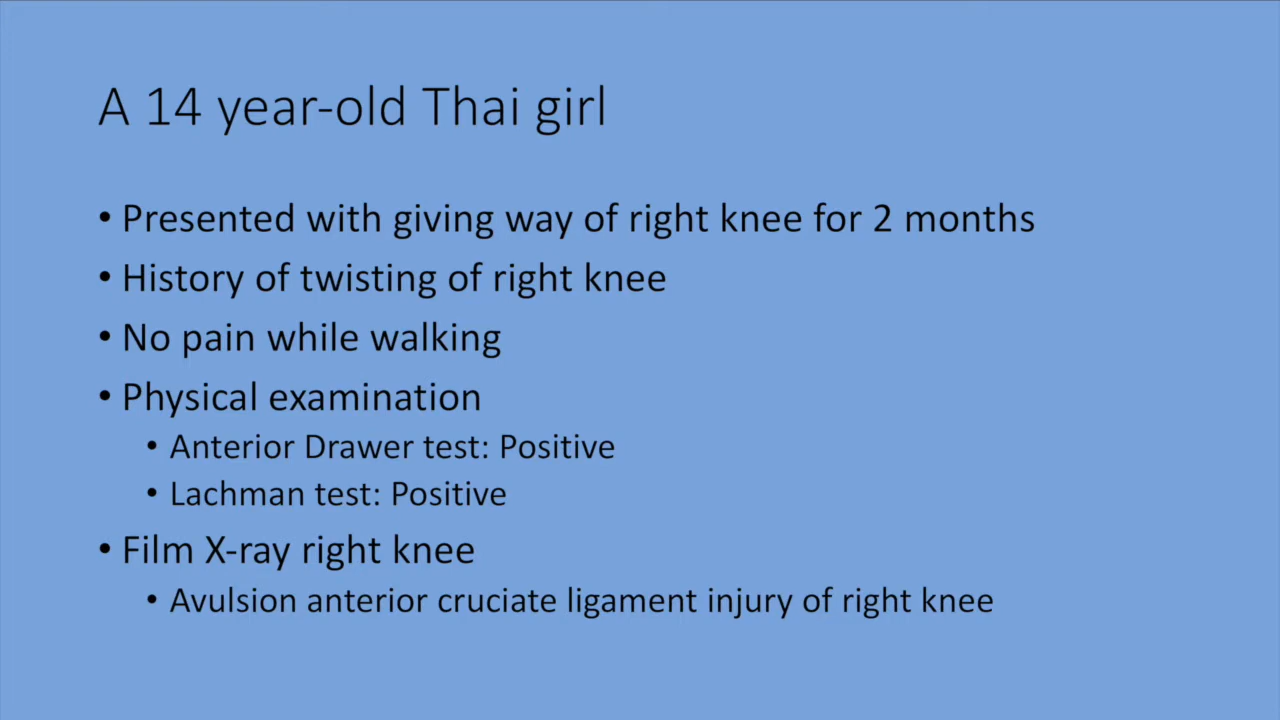 A 14 year-old Thai girl
• Presented with giving way of right knee for 2 months
• History of twisting of right knee
• No pain while walking
• Physical examination
• Anterior Drawer test: Positive
• Lachman test: Positive
• Film X-ray right knee
• Avulsion anterior cruciate ligament injury of right knee